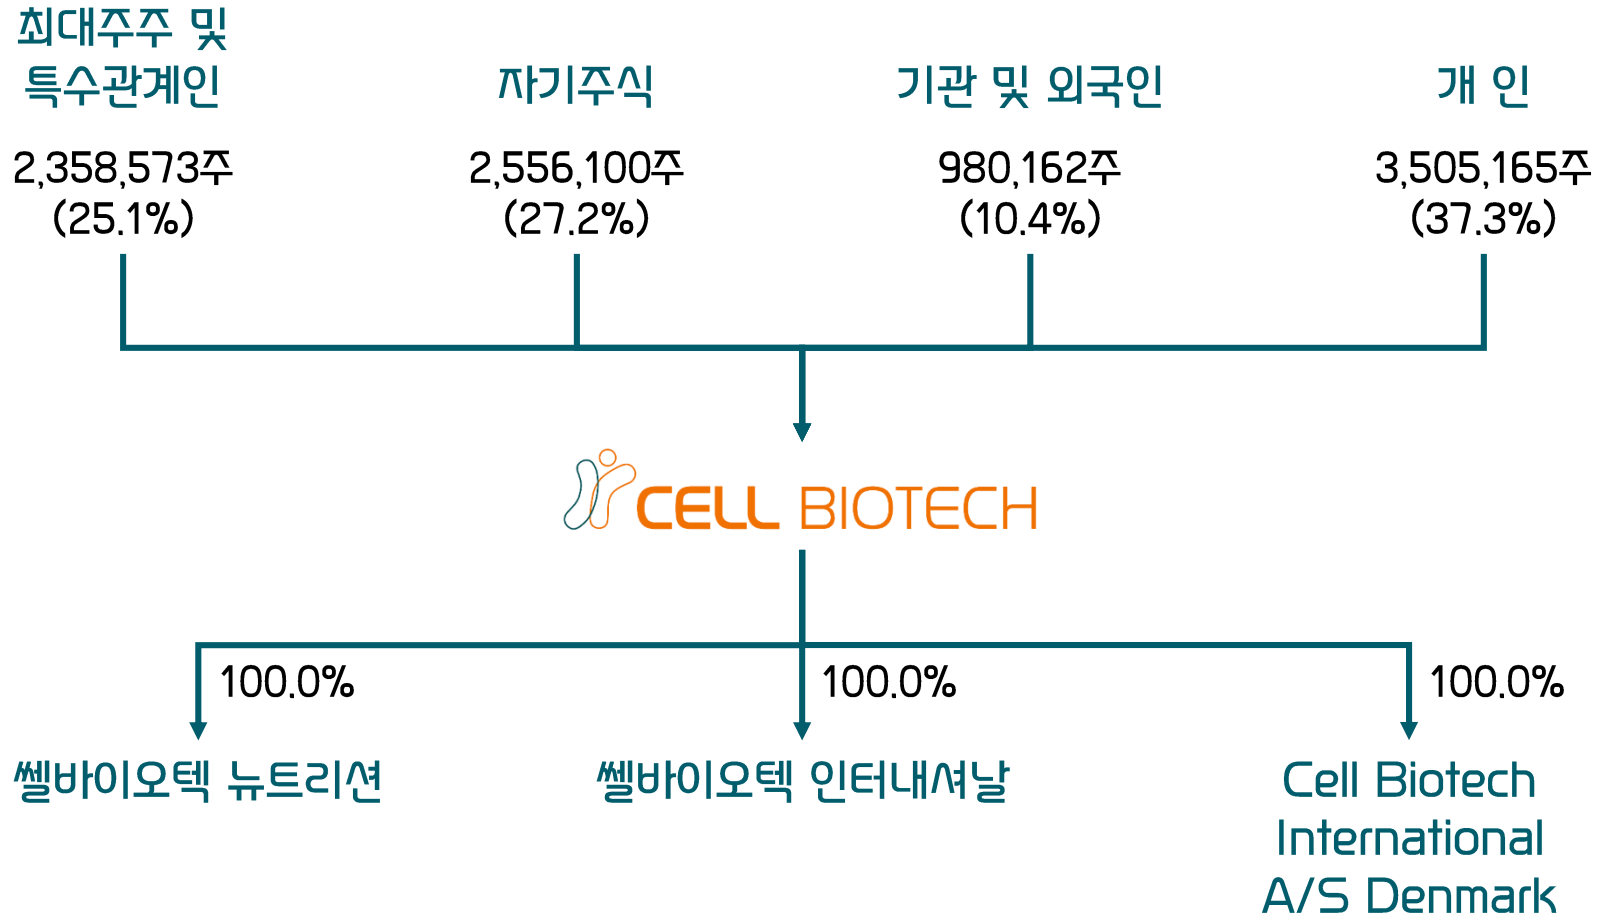 최대주주 및
특수관계인
2,358,573주
(25.1%)
자기주식
2,556,100주
(27.2%)
기관 및 외국인
980,162주
(10.4%)
개 인
3,505,165주
(37.3%)
CELL BIOTECH
100.0%
쎌바이오텍 뉴트리션
100.0%
쎌바이오텍 인터내셔날
100.0%
Cell Biotech
International
A/S Denmark